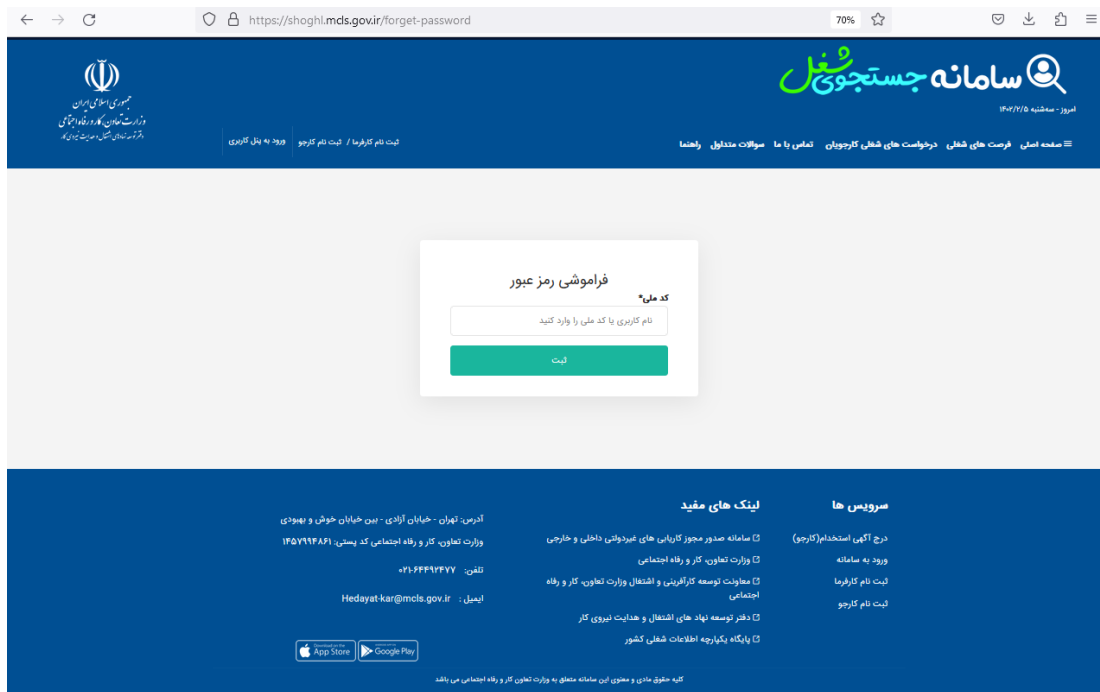 https://shoghl.mcls.gov.ir/forget-password
70%
سامانه جستجوی شغل
امروز - سه‌شنبه ۱۴۰۲/۲/۵
جمهوری اسلامی ایران
وزارت تعاون، کار و رفاه اجتماعی
صفحه اصلی فرصت های شغلی درخواست های شغلی کارجویان تماس با ما سوالات متداول راهنما
ثبت نام کارفرما / ثبت نام کارجو ورود به پنل کاربری
فراموشی رمز عبور
کد ملی*
نام کاربری یا کد ملی را وارد کنید
ثبت
سرویس ها
درج آگهی استخدام(کارجو)
ورود به سامانه
ثبت نام کارفرما
ثبت نام کارجو
لینک های مفید
سامانه صدور مجوز کاریابی های غیردولتی داخلی و خارجی
وزارت تعاون، کار و رفاه اجتماعی
معاونت توسعه کارآفرینی و اشتغال وزارت تعاون، کار و رفاه
اجتماعی
دفتر توسعه نهاد های اشتغال و هدایت نیروی کار
پایگاه یکپارچه اطلاعات شغلی کشور
آدرس: تهران - خیابان آزادی - بین خیابان خوش و بهبودی
وزارت تعاون، کار و رفاه اجتماعی کد پستی: ۱۴۵۷۹۹۴۸۶۱
تلفن: ۰۲۱-۶۴۴۹۲۴۷۷
ایمیل : Hedayat-kar@mcls.gov.ir
App Store
Google Play
کلیه حقوق مادی و معنوی این سامانه متعلق به وزارت تعاون کار و رفاه اجتماعی می باشد